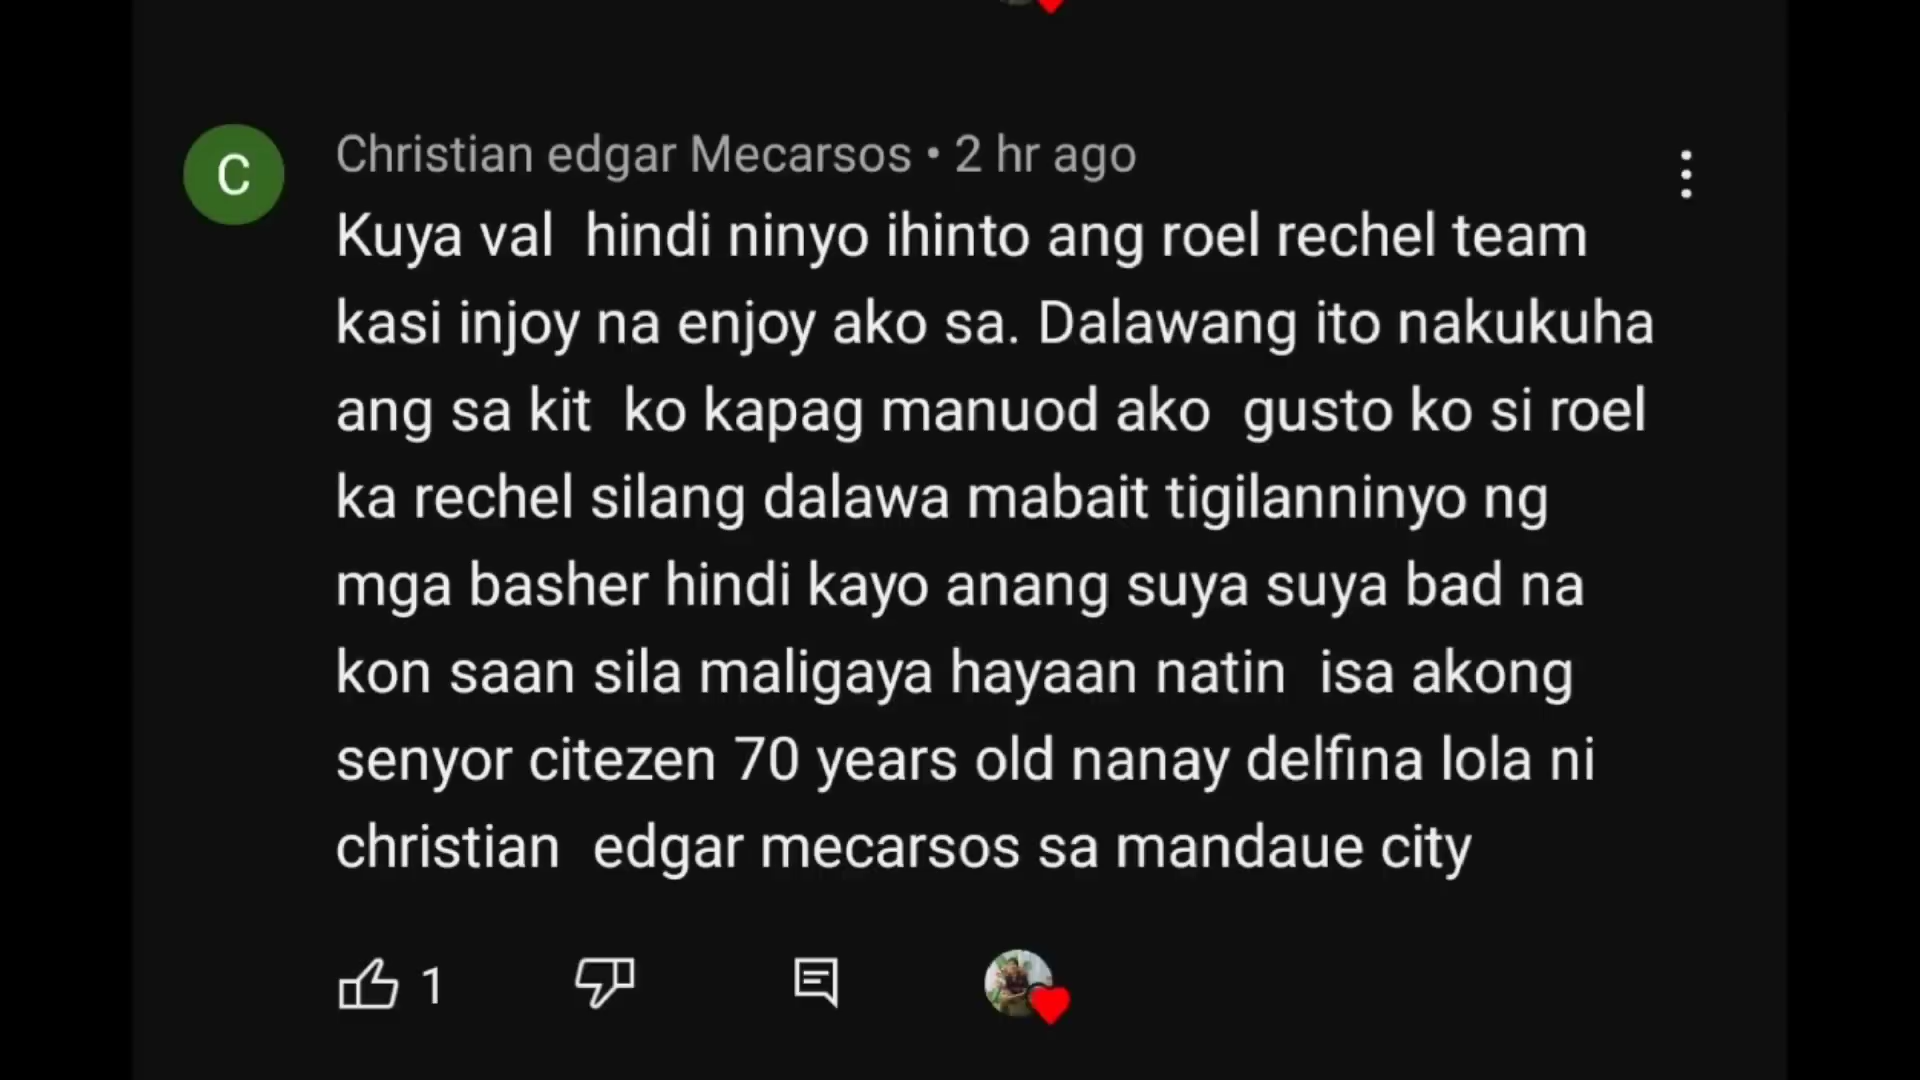 C
Christian edgar Mecarsos • 2 hr ago
Kuya val  hindi ninyo ihinto ang roel rechel team
kasi injoy na enjoy ako sa. Dalawang ito nakukuha
ang sa kit  ko kapag manuod ako  gusto ko si roel
ka rechel silang dalawa mabait tigilanninyo ng
mga basher hindi kayo anang suya suya bad na
kon saan sila maligaya hayaan natin  isa akong
senyor citezen 70 years old nanay delfina lola ni
christian  edgar mecarsos sa mandaue city
1